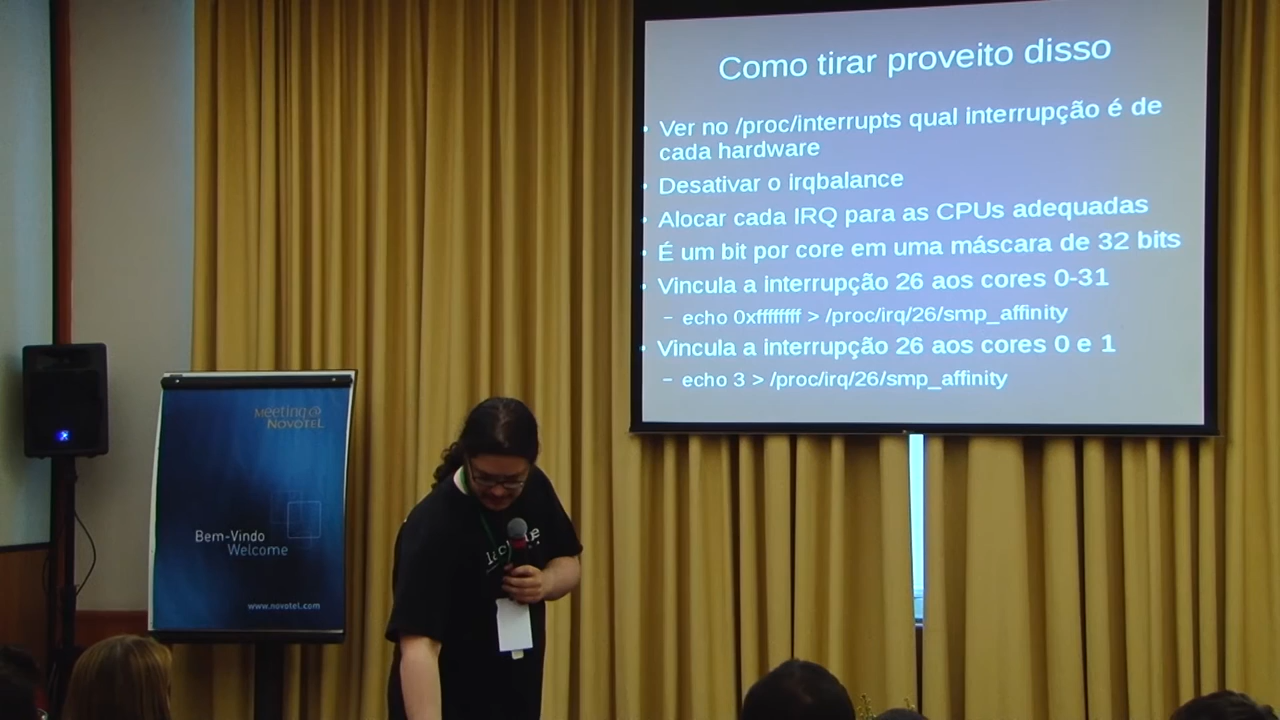 Como tirar proveito disso
Ver no /proc/interrupts qual interrupção é de
cada hardware
Desativar o irqbalance
Alocar cada IRQ para as CPUs adequadas
É um bit por core em uma máscara de 32 bits
Vincula a interrupção 26 aos cores 0-31
– echo 0xffffffff > /proc/irq/26/smp_affinity
Vincula a interrupção 26 aos cores 0 e 1
– echo 3 > /proc/irq/26/smp_affinity
Meeting@
NOVOTEL
Bem-Vindo
Welcome
www.novotel.com